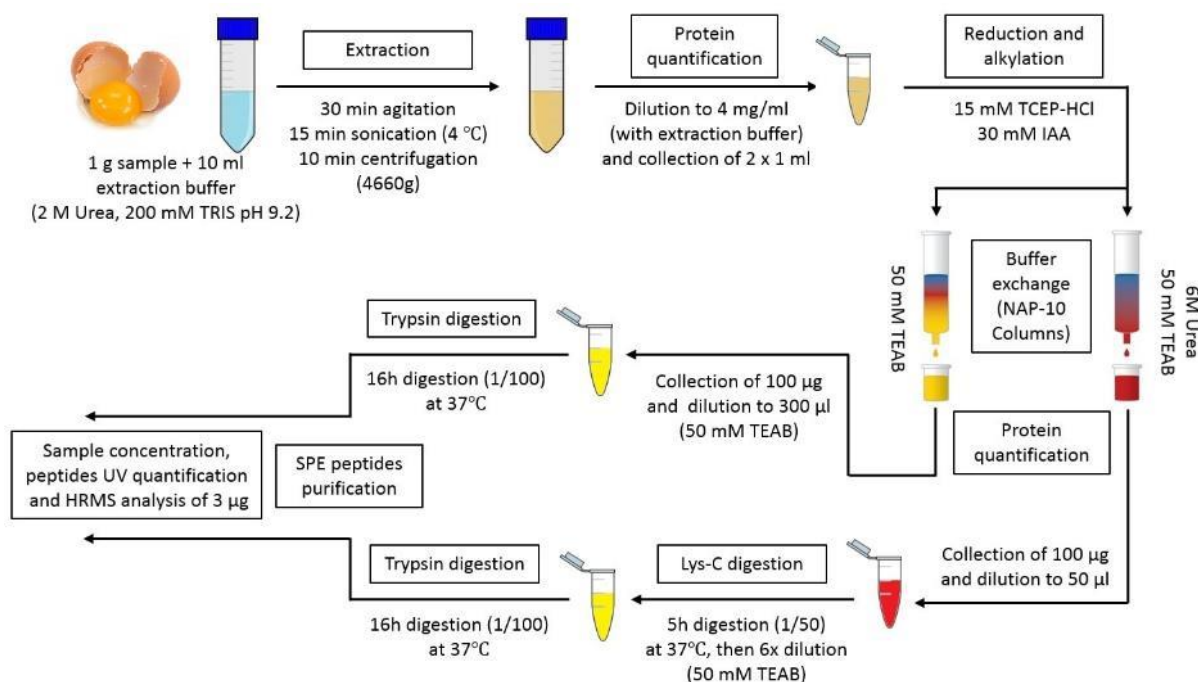 Extraction
30 min agitation
15 min sonication (4 °C)
10 min centrifugation
(4660g)
1 g sample + 10 ml
extraction buffer
(2 M Urea, 200 mM TRIS pH 9.2)
Protein
quantification
Dilution to 4 mg/ml
(with extraction buffer)
and collection of 2 x 1 ml
Reduction and
alkylation
15 mM TCEP-HCl
30 mM IAA
50 mM TEAB
Buffer
exchange
(NAP-10
Columns)
6M Urea
50 mM TEAB
Protein
quantification
Collection of 100 µg
and dilution to 300 µl
(50 mM TEAB)
Trypsin digestion
16h digestion (1/100)
at 37℃
Collection of 100 µg
and dilution to 50 µl
Lys-C digestion
5h digestion (1/50)
at 37℃, then 6x dilution
(50 mM TEAB)
Trypsin digestion
16h digestion (1/100)
at 37℃
SPE peptides
purification
Sample concentration,
peptides UV quantification
and HRMS analysis of 3 µg